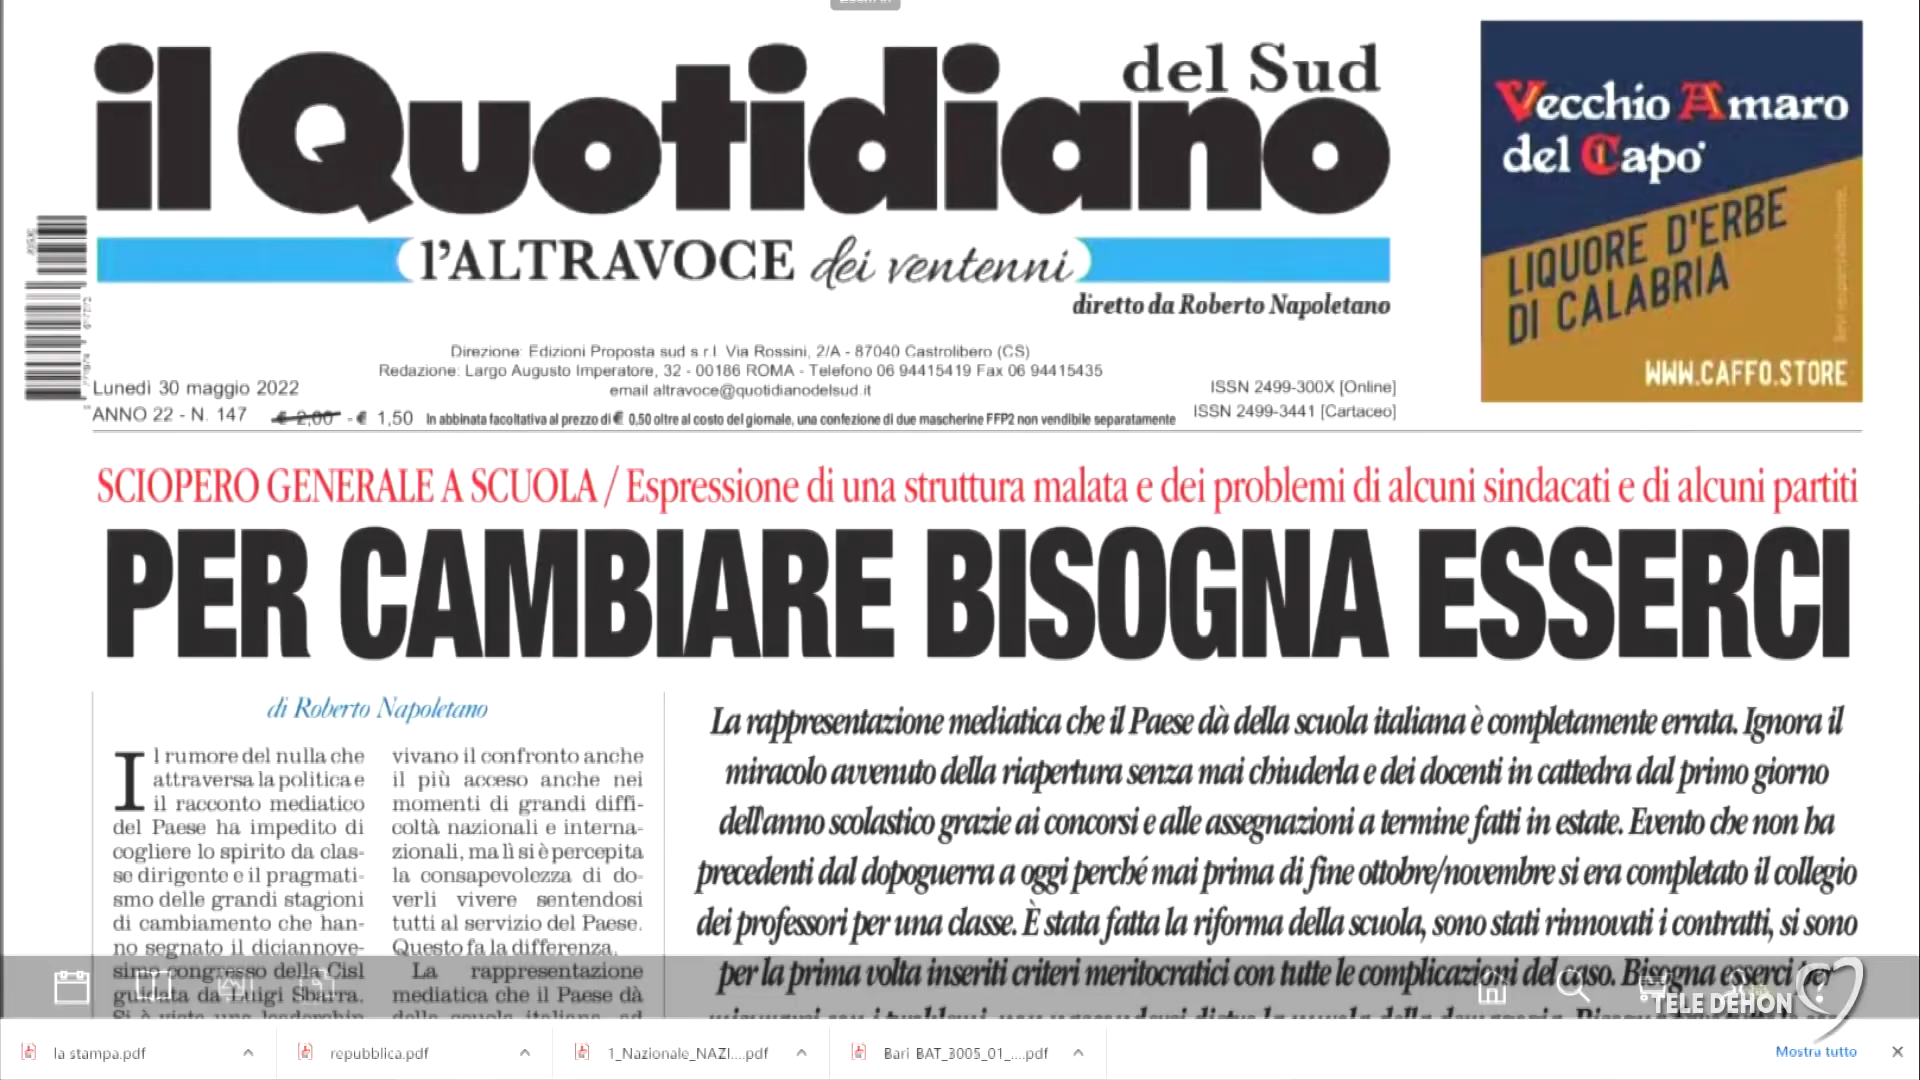 il Quotidiano
del Sud
l'ALTRAVOCE dei ventenni
diretto da Roberto Napoletano
Vecchio Amaro
del Capo
LIQUORE D'ERBE
DI CALABRIA
WWW.CAFFO.STORE
Direzione: Edizioni Proposta sud s.r.l. Via Rossini, 2/A - 87040 Castrolibero (CS)
Redazione: Largo Augusto Imperatore, 32 - 00186 ROMA - Telefono 06 94415419 Fax 06 94415435
email altravoce@quotidianodelsud.it
Lunedì 30 maggio 2022
ANNO 22 - N. 147 € 2,00 - € 1,50 In abbinata facoltativa al prezzo di € 0,50 oltre al costo del giornale, una confezione di due mascherine FFP2 non vendibile separatamente
ISSN 2499-300X [Online]
ISSN 2499-3441 [Cartaceo]
SCIOPERO GENERALE A SCUOLA / Espressione di una struttura malata e dei problemi di alcuni sindacati e di alcuni partiti
PER CAMBIARE BISOGNA ESSERCI
di Roberto Napoletano
Il rumore del nulla che
attraversa la politica e
il racconto mediatico
del Paese ha impedito di
cogliere lo spirito da clas-
se dirigente e il pragmati-
smo delle grandi stagioni
di cambiamento che han-
no segnato il diciannove-
simo congresso della Cisl
guidata da Luigi Sbarra.
Si è vista una leadership
vivano il confronto anche
il più acceso anche nei
momenti di grandi diffi-
coltà nazionali e interna-
zionali, ma lì si è percepita
la consapevolezza di do-
verli vivere sentendosi
tutti al servizio del Paese.
Questo fa la differenza.
La rappresentazione
mediatica che il Paese dà
della scuola italiana, ad
La rappresentazione mediatica che il Paese dà della scuola italiana è completamente errata. Ignora il
miracolo avvenuto della riapertura senza mai chiuderla e dei docenti in cattedra dal primo giorno
dell'anno scolastico grazie ai concorsi e alle assegnazioni a termine fatti in estate. Evento che non ha
precedenti dal dopoguerra a oggi perché mai prima di fine ottobre/novembre si era completato il collegio
dei professori per una classe. È stata fatta la riforma della scuola, sono stati rinnovati i contratti, si sono
per la prima volta inseriti criteri meritocratici con tutte le complicazioni del caso. Bisogna esserci per
TELE DEHON
la stampa.pdf
repubblica.pdf
1_Nazionale_NAZI....pdf
Bari BAT_3005_01_....pdf
Mostra tutto